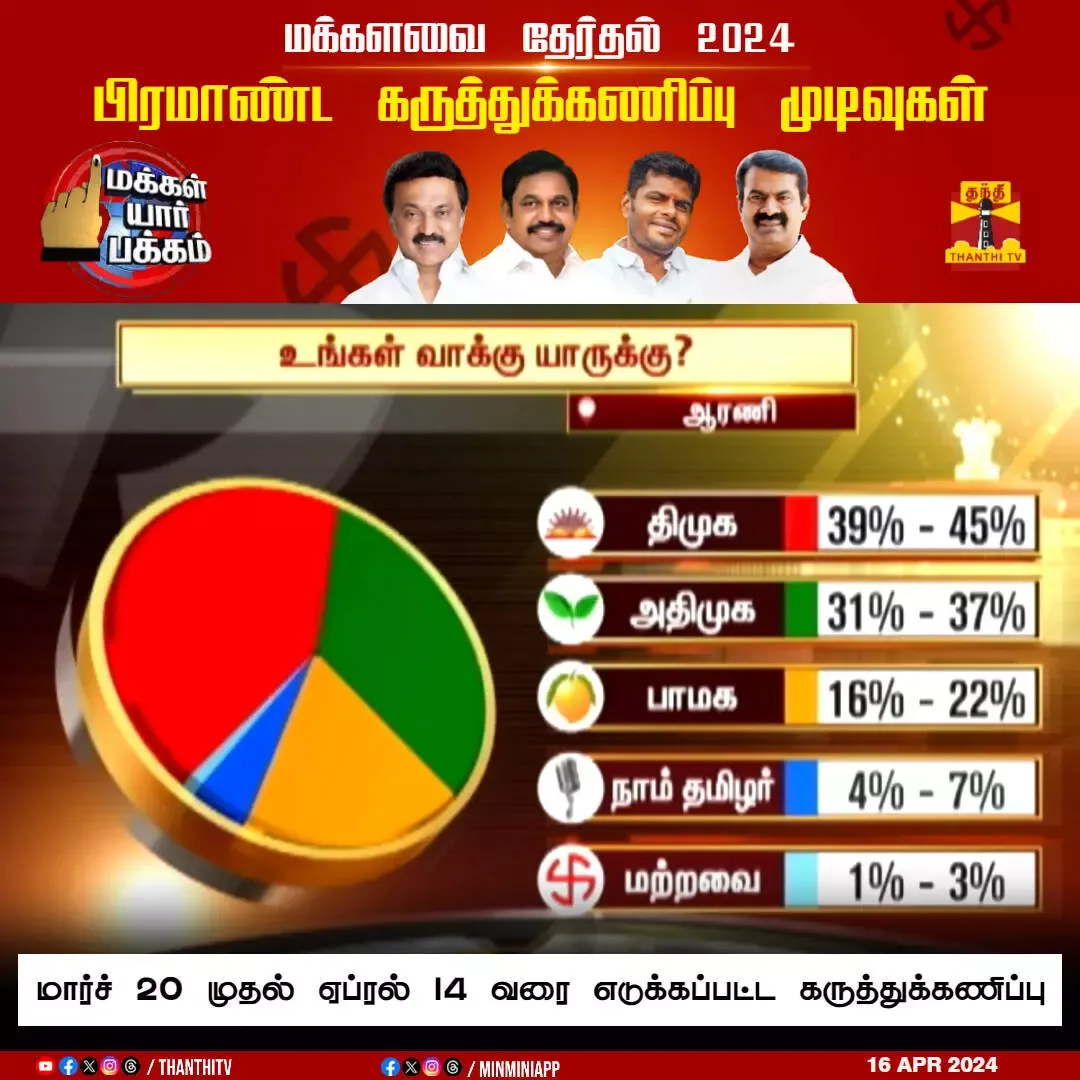 மக்களவை தேர்தல் 2024
பிரமாண்ட கருத்துக்கணிப்பு முடிவுகள்
மக்கள்
யார்
பக்கம்
தந்தி
THANTHI TV
உங்கள் வாக்கு யாருக்கு?
ஆரணி
திமுக 39% - 45%
அதிமுக 31% - 37%
பாமக 16% - 22%
நாம் தமிழர் 4% - 7%
மற்றவை 1% - 3%
மார்ச் 20 முதல் ஏப்ரல் 14 வரை எடுக்கப்பட்ட கருத்துக்கணிப்பு
/ THANTHITV / MINMINIAPP 16 APR 2024